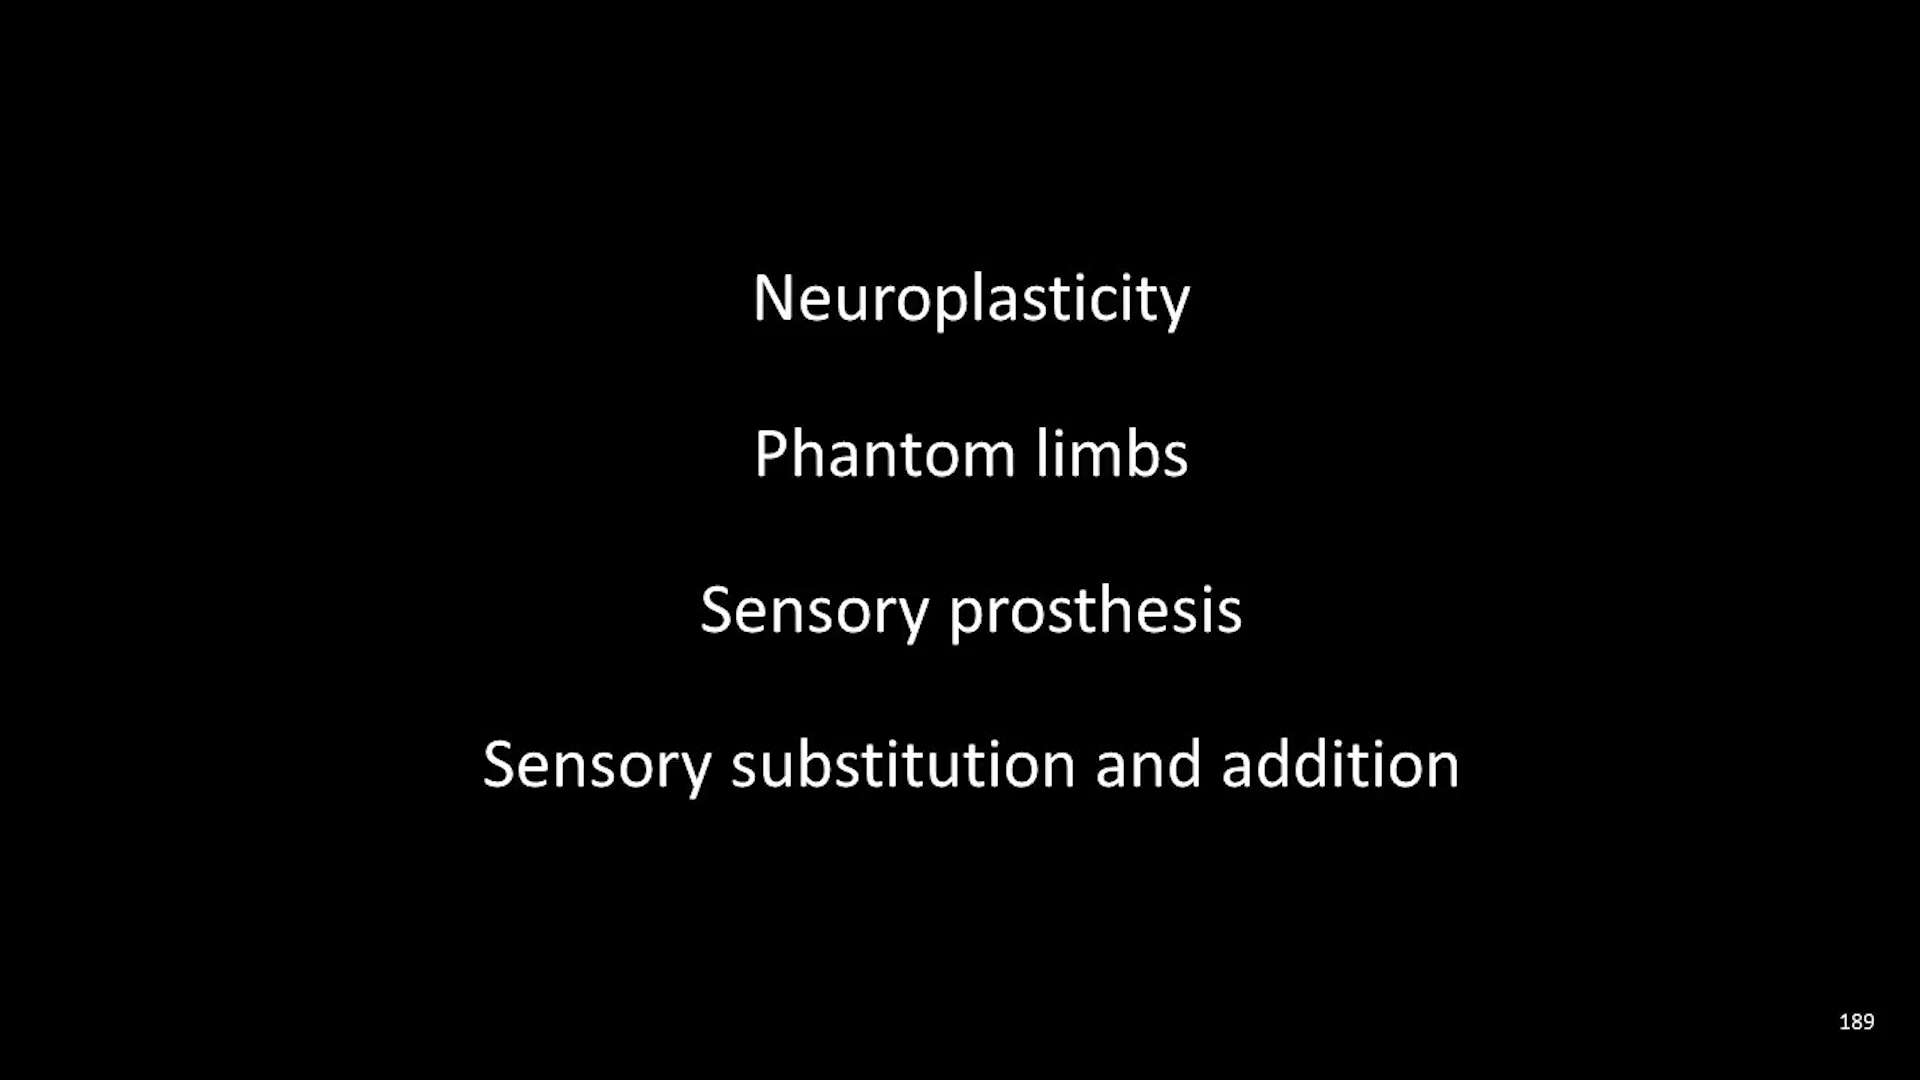 Neuroplasticity
Phantom limbs
Sensory prosthesis
Sensory substitution and addition
189